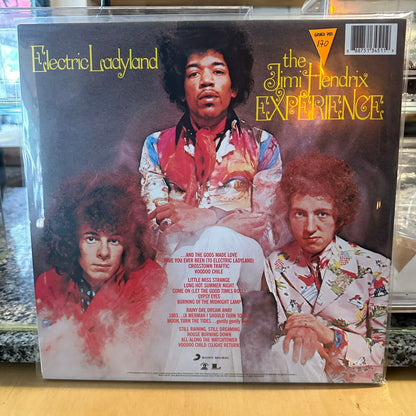 Electric Ladyland
the
Jimi Hendrix
EXPERIENCE
170
...AND THE GODS MADE LOVE
HAVE YOU EVER BEEN (TO ELECTRIC LADYLAND)
CROSSTOWN TRAFFIC
VOODOO CHILE
LITTLE MISS STRANGE
LONG HOT SUMMER NIGHT
COME ON (LET THE GOOD TIMES RO
GYPSY EYES
BURNING OF THE MIDNIGHT LAMP
RAINY DAY, DREAM AWAY
1983... (A MERMAN I SHOULD TURN TO
MOON, TURN THE TIDES... gently gently
STILL RAINING, STILL DREAMING
HOUSE BURNING DOWN
ALL ALONG THE WATCHTOWER
VOODOO CHILD (SLIGHT RETURN)